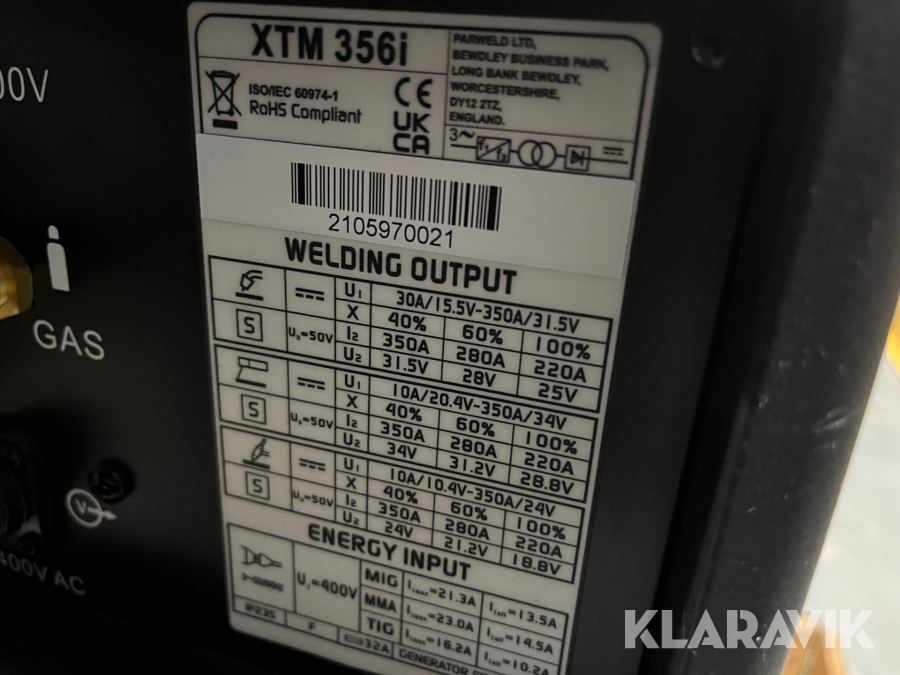 XTM 356i
PARWELD LTD,
BEWDLEY BUSINESS PARK,
LONG BANK BEWDLEY,
WORCESTERSHIRE,
DY12 2TZ,
ENGLAND.
ISO/IEC 60974-1
RoHS Compliant
CE
UK
CA
3~
f1
f2
00V
2105970021
GAS
WELDING OUTPUT
U1 30A/15.5V~350A/31.5V
X 40% 60% 100%
S U0=50V I2 350A 280A 220A
U2 31.5V 28V 25V
U1 10A/20.4V~350A/34V
X 40% 60% 100%
S U0=50V I2 350A 280A 220A
U2 34V 31.2V 28.8V
U1 10A/10.4V~350A/24V
X 40% 60% 100%
S U0=50V I2 350A 280A 220A
U2 24V 21.2V 18.8V
V
400V AC
ENERGY INPUT
U1=400V MIG I1max=21.3A I1eff=13.5A
MMA I1max=23.0A I1eff=14.5A
TIG I1max=16.2A I1eff=10.2A
IP23S F 32A GENERATOR
KLARAVIK